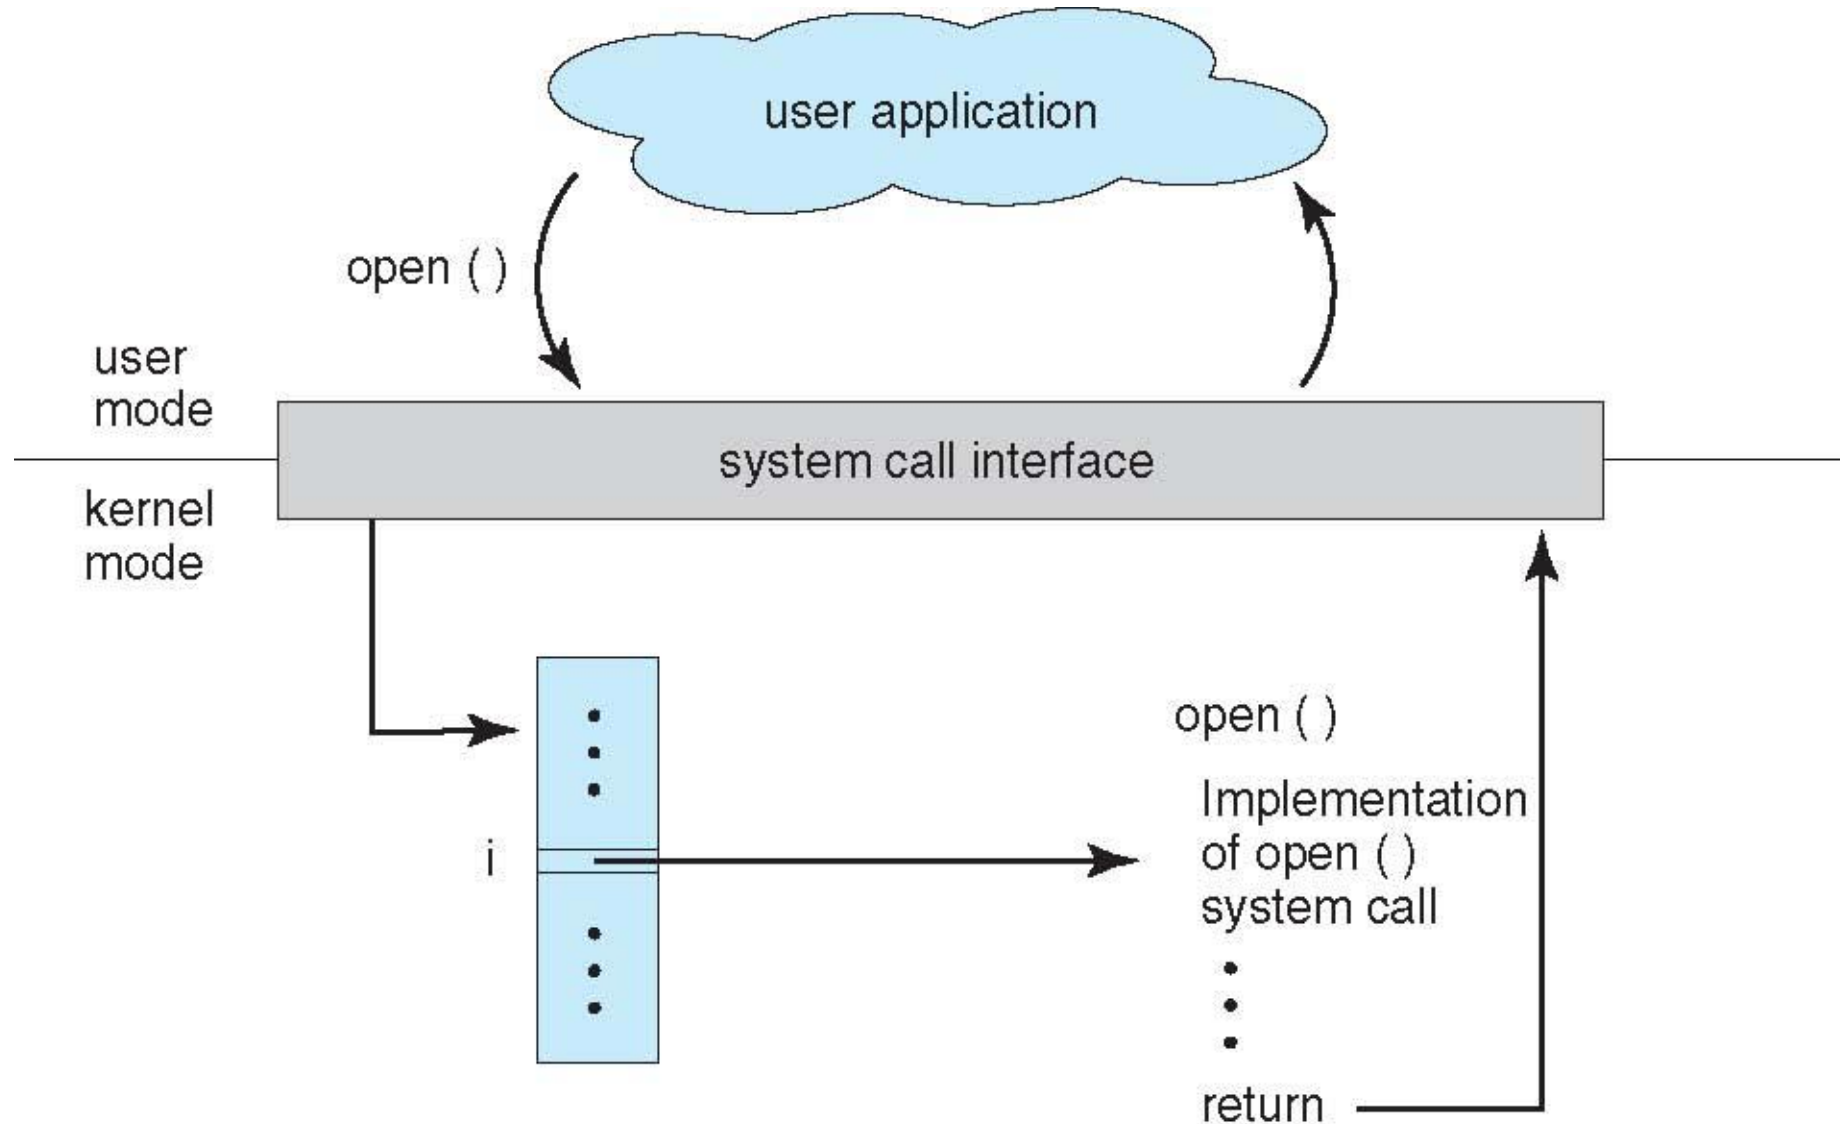 user application
open ( )
user
mode
system call interface
kernel
mode
open ( )
Implementation
of open ( )
system call
i
return